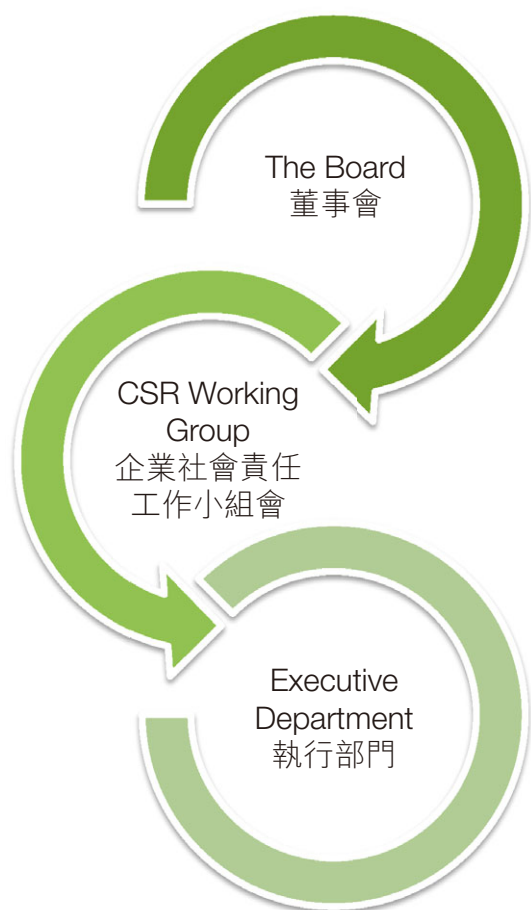 The Board
董事會
CSR Working
Group
企業社會責任
工作小組會
Executive
Department
執行部門